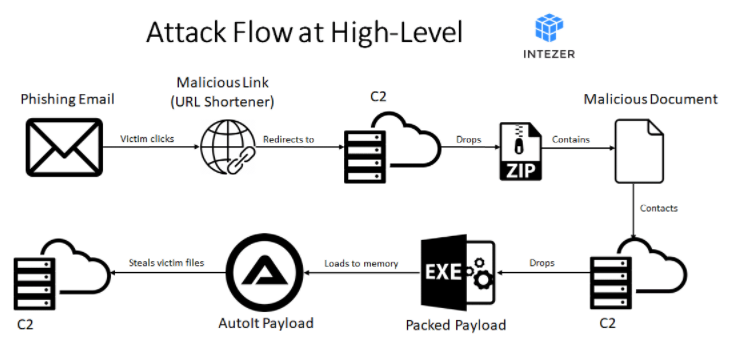 Attack Flow at High-Level
INTEZER
Phishing Email
Malicious Link
(URL Shortener)
C2
Malicious Document
Victim clicks
Redirects to
Drops
ZIP
Contains
Contacts
C2
Steals victim files
AutoIt Payload
Loads to memory
EXE
Packed Payload
Drops
C2